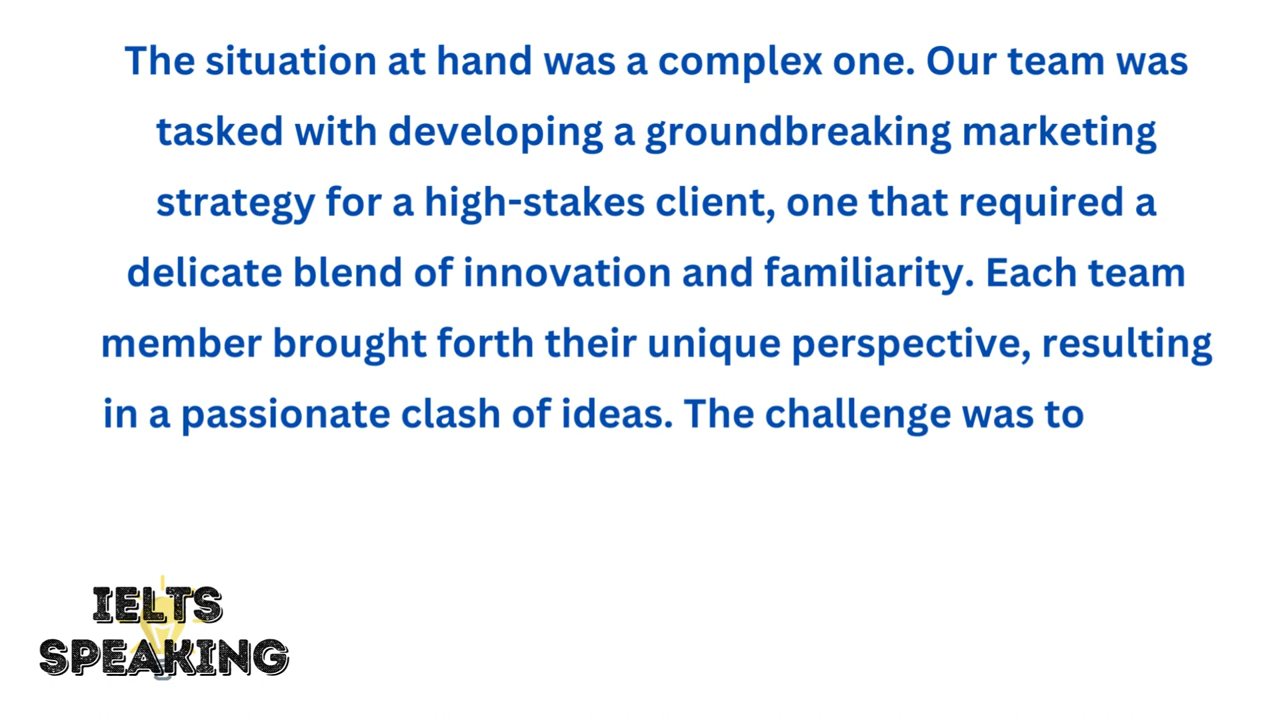 The situation at hand was a complex one. Our team was
tasked with developing a groundbreaking marketing
strategy for a high-stakes client, one that required a
delicate blend of innovation and familiarity. Each team
member brought forth their unique perspective, resulting
in a passionate clash of ideas. The challenge was to
IELTS
SPEAKING